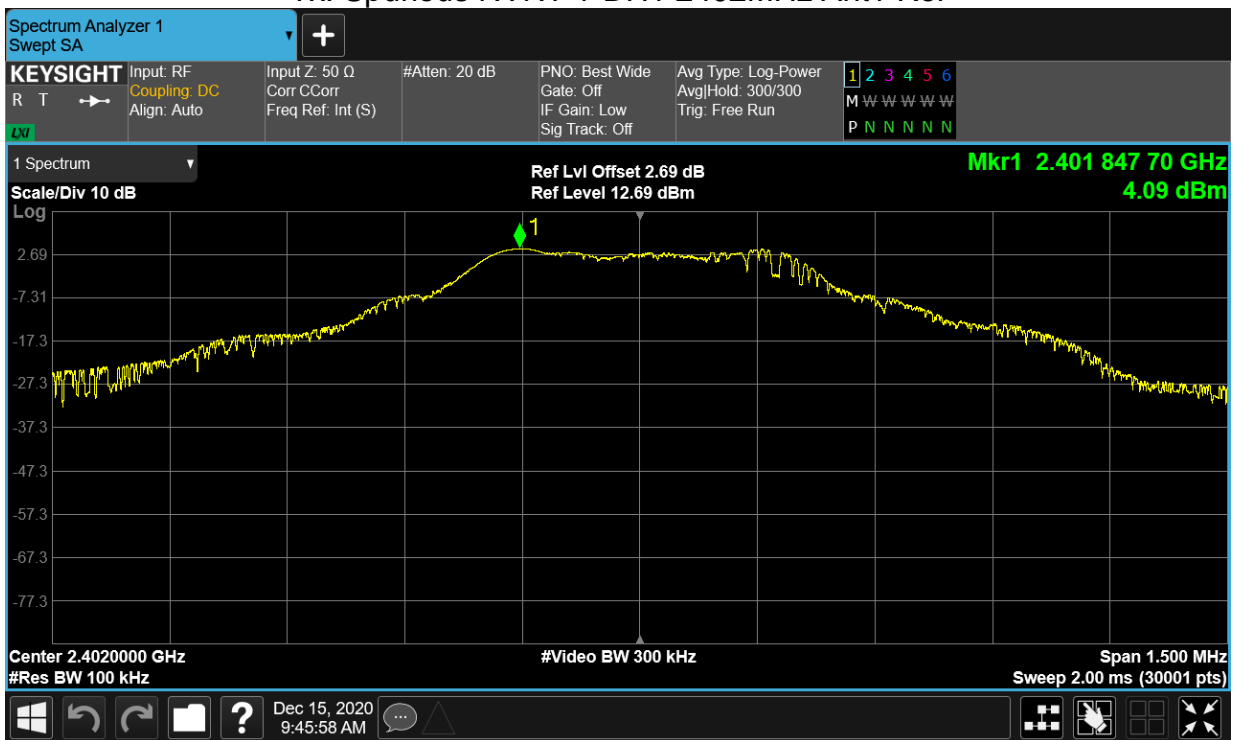 Spectrum Analyzer 1
Swept SA
KEYSIGHT
R T
LXI
Input: RF
Coupling: DC
Align: Auto
Input Z: 50 Ω
Corr CCorr
Freq Ref: Int (S)
#Atten: 20 dB
PNO: Best Wide
Gate: Off
IF Gain: Low
Sig Track: Off
Avg Type: Log-Power
Avg|Hold: 300/300
Trig: Free Run
1 2 3 4 5 6
M W W W W W
P N N N N N
1 Spectrum
Scale/Div 10 dB
Ref Lvl Offset 2.69 dB
Ref Level 12.69 dBm
Mkr1 2.401 847 70 GHz
4.09 dBm
Log
1
2.69
-7.31
-17.3
-27.3
-37.3
-47.3
-57.3
-67.3
-77.3
Center 2.4020000 GHz
#Res BW 100 kHz
#Video BW 300 kHz
Span 1.500 MHz
Sweep 2.00 ms (30001 pts)
?
Dec 15, 2020
9:45:58 AM